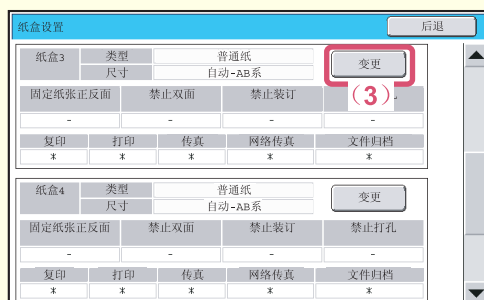 纸盒设置 后退
纸盒3 类型 普通纸 变更
尺寸 自动-AB系
固定纸张正反面 禁止双面 禁止装订 (3)
- - - -
复印 打印 传真 网络传真 文件归档
* * * * *
纸盒4 类型 普通纸 变更
尺寸 自动-AB系
固定纸张正反面 禁止双面 禁止装订 禁止打孔
- - - -
复印 打印 传真 网络传真 文件归档
* * * * *